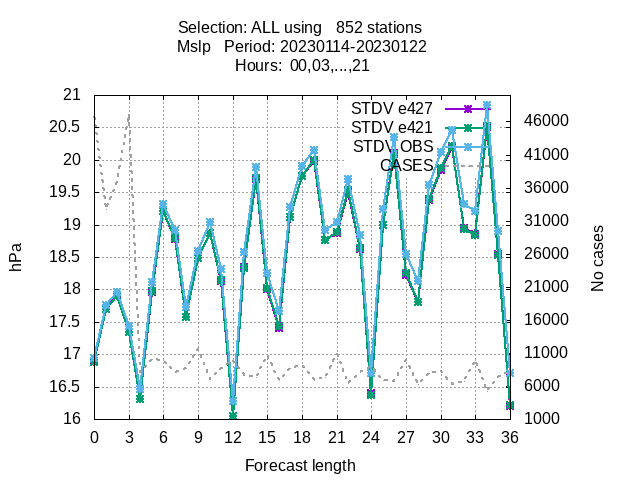 Selection: ALL using   852 stations
Mslp   Period: 20230114-20230122
Hours:  00,03,...,21
STDV e427
STDV e421
STDV OBS
CASES
21
20.5
20
19.5
19
18.5
18
17.5
17
16.5
16
hPa
46000
41000
36000
31000
26000
21000
16000
11000
6000
1000
No cases
0 3 6 9 12 15 18 21 24 27 30 33 36
Forecast length